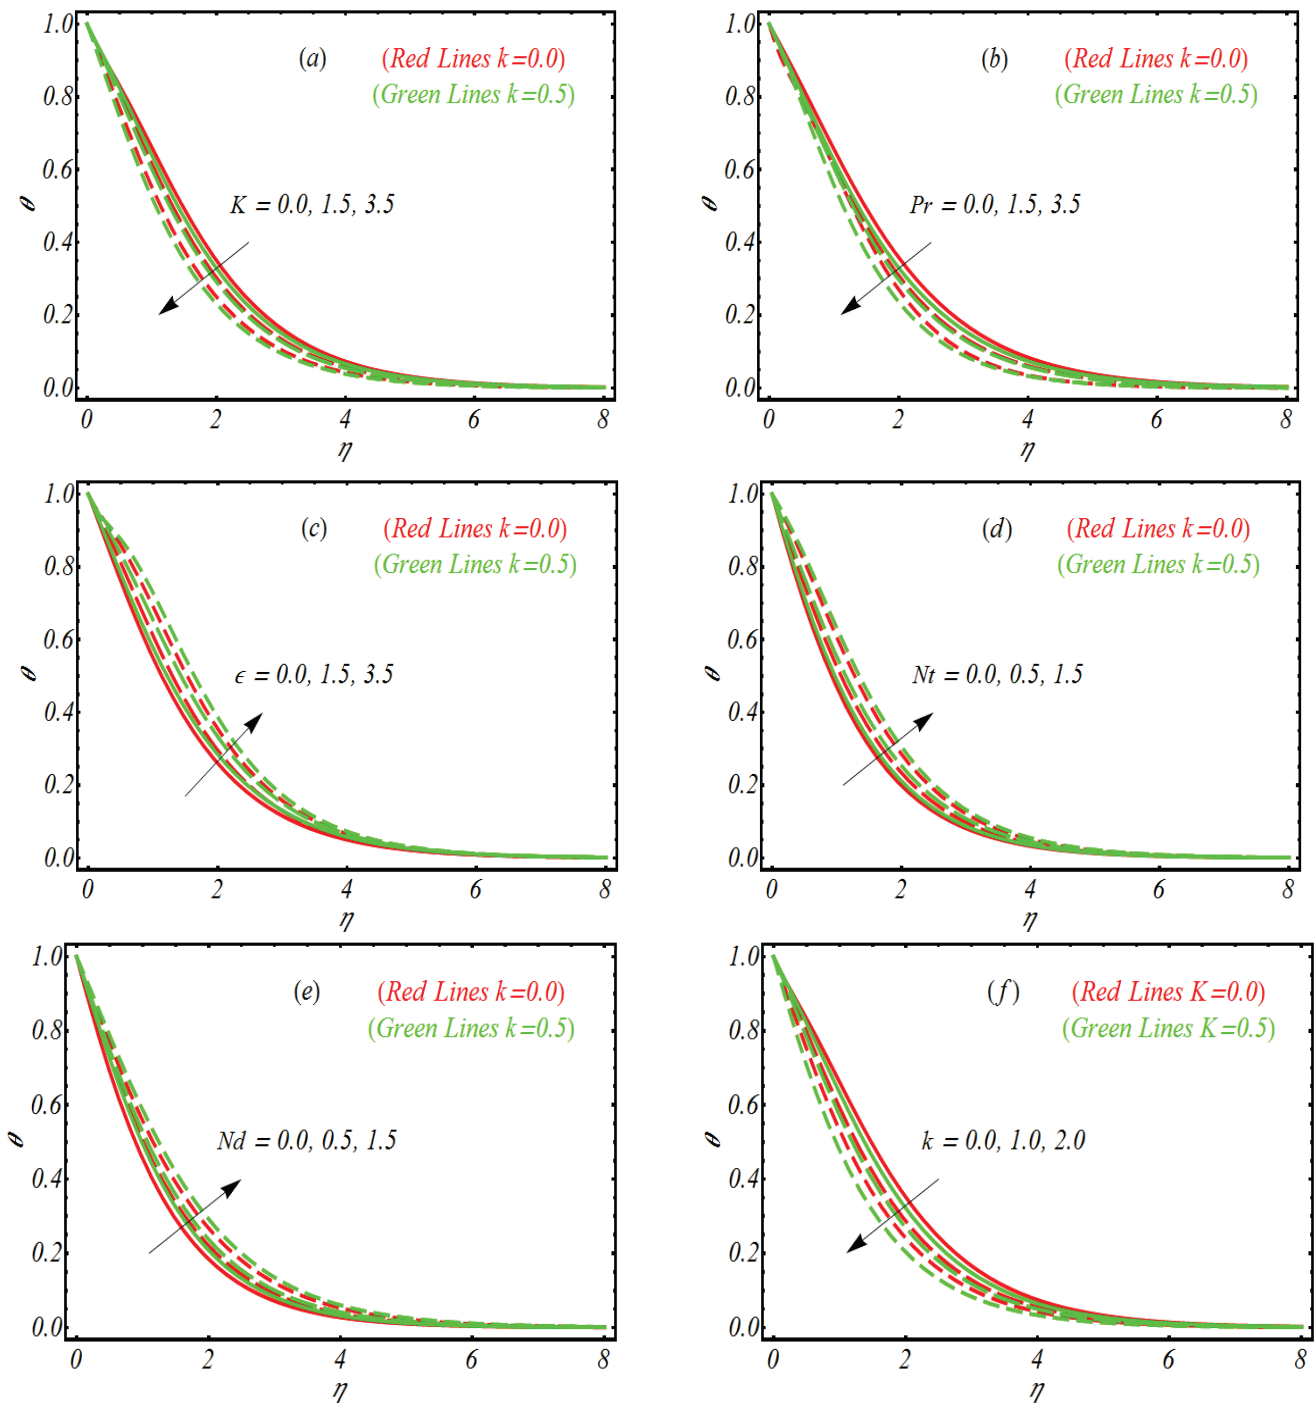 (a)
(Red Lines k=0.0)
(Green Lines k=0.5)
K = 0.0, 1.5, 3.5
θ
1.0
0.8
0.6
0.4
0.2
0.0
0 2 4 6 8
η
(b)
(Red Lines k=0.0)
(Green Lines k=0.5)
Pr = 0.0, 1.5, 3.5
θ
1.0
0.8
0.6
0.4
0.2
0.0
0 2 4 6 8
η
(c)
(Red Lines k=0.0)
(Green Lines k=0.5)
ϵ = 0.0, 1.5, 3.5
θ
1.0
0.8
0.6
0.4
0.2
0.0
0 2 4 6 8
η
(d)
(Red Lines k=0.0)
(Green Lines k=0.5)
Nt = 0.0, 0.5, 1.5
θ
1.0
0.8
0.6
0.4
0.2
0.0
0 2 4 6 8
η
(e)
(Red Lines k=0.0)
(Green Lines k=0.5)
Nd = 0.0, 0.5, 1.5
θ
1.0
0.8
0.6
0.4
0.2
0.0
0 2 4 6 8
η
(f)
(Red Lines K=0.0)
(Green Lines K=0.5)
k = 0.0, 1.0, 2.0
θ
1.0
0.8
0.6
0.4
0.2
0.0
0 2 4 6 8
η